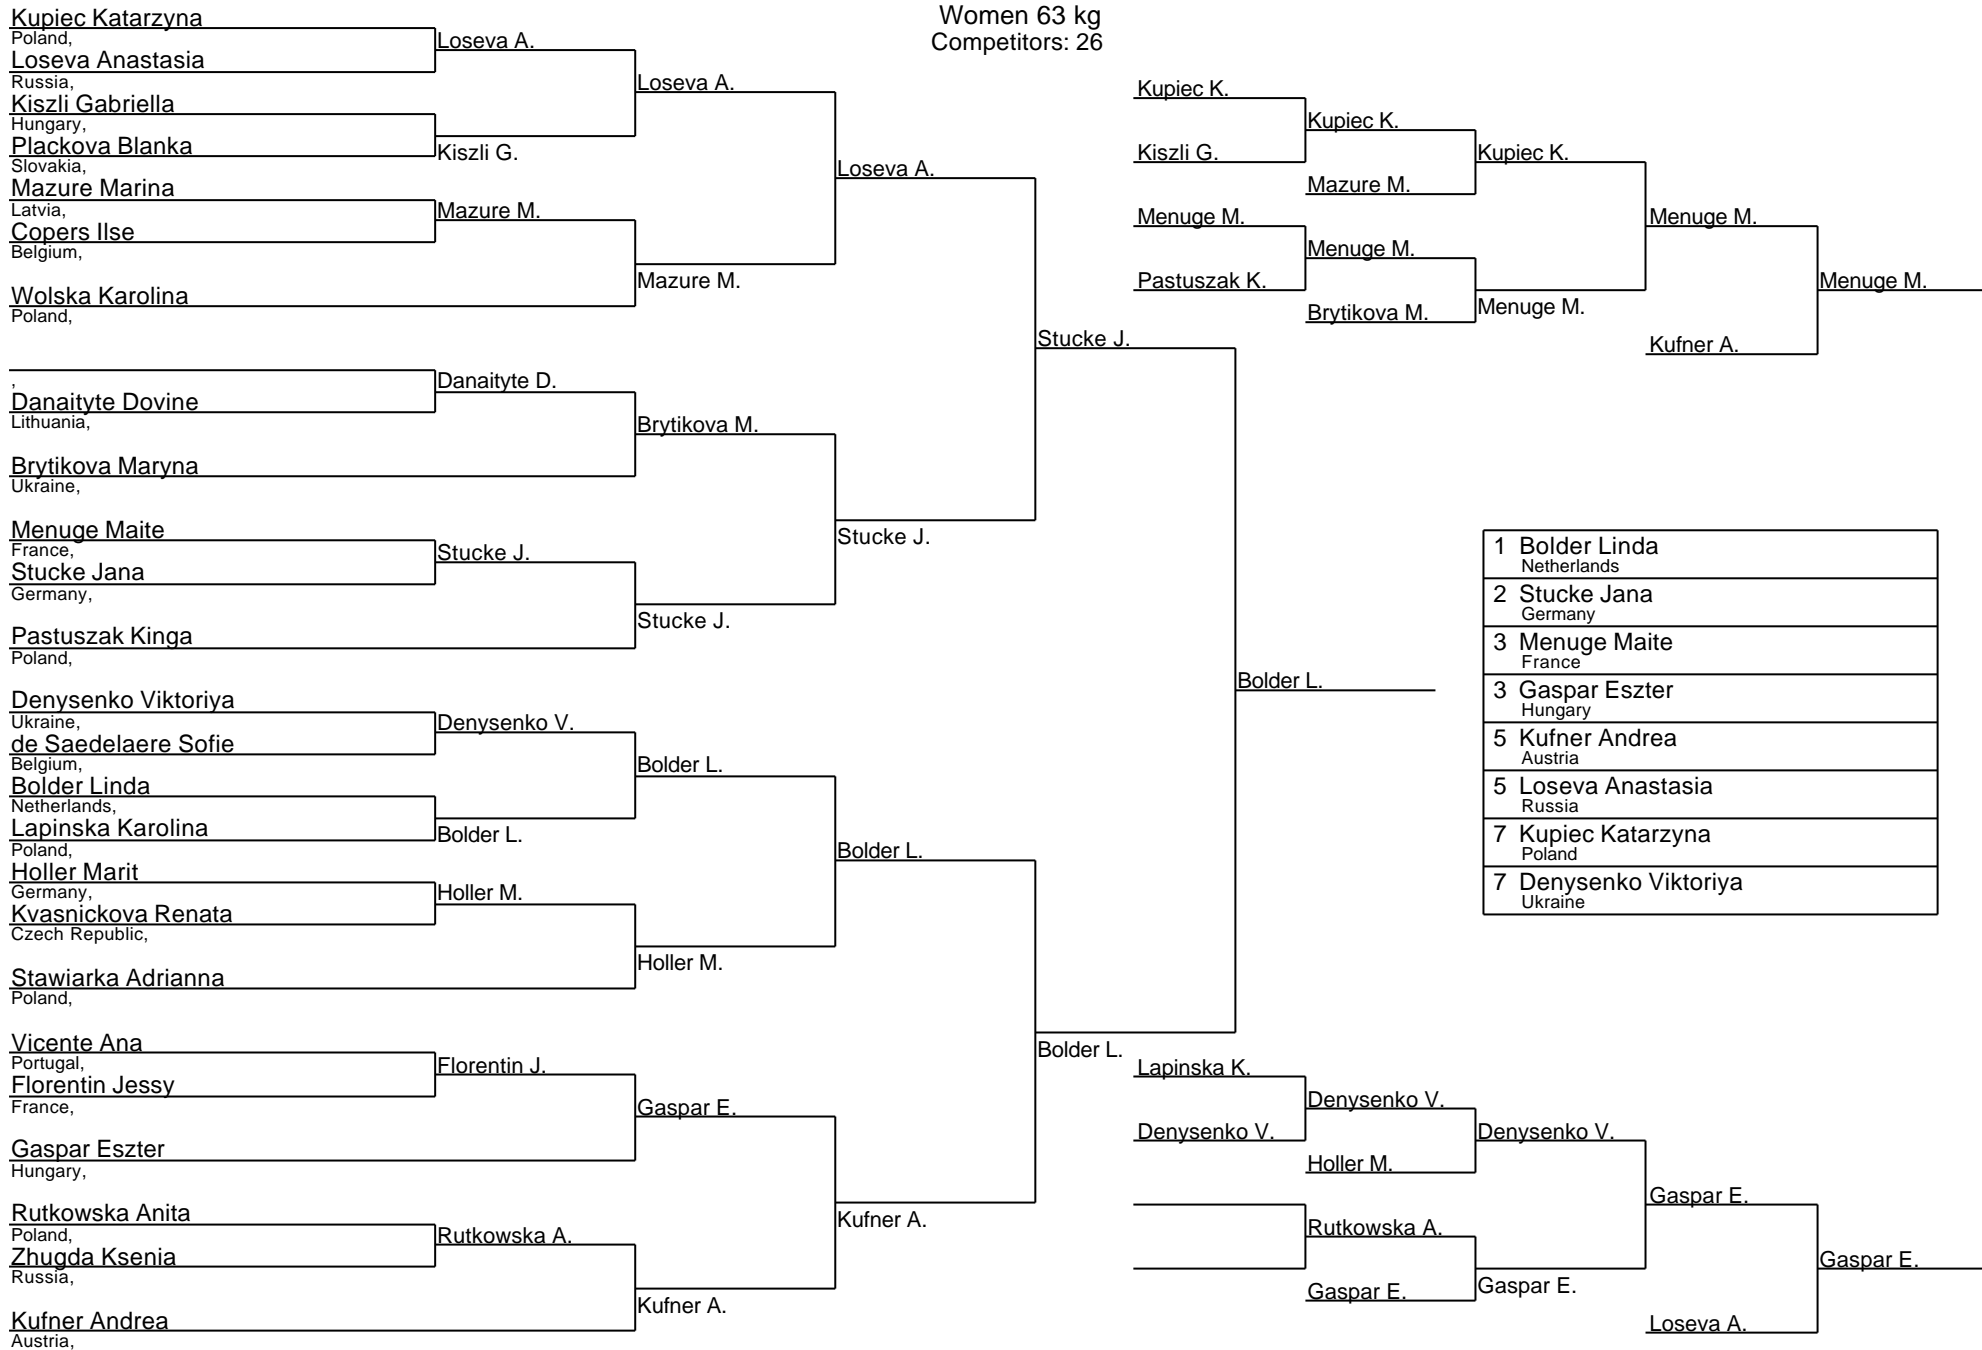 Women 63 kg
Competitors: 26
Kupiec Katarzyna
Poland,
Loseva Anastasia
Russia,
Kiszli Gabriella
Hungary,
Plackova Blanka
Slovakia,
Mazure Marina
Latvia,
Copers Ilse
Belgium,
Wolska Karolina
Poland,
,
Danaityte Dovine
Lithuania,
Brytikova Maryna
Ukraine,
Menuge Maite
France,
Stucke Jana
Germany,
Pastuszak Kinga
Poland,
Denysenko Viktoriya
Ukraine,
de Saedelaere Sofie
Belgium,
Bolder Linda
Netherlands,
Lapinska Karolina
Poland,
Holler Marit
Germany,
Kvasnickova Renata
Czech Republic,
Stawiarka Adrianna
Poland,
Vicente Ana
Portugal,
Florentin Jessy
France,
Gaspar Eszter
Hungary,
Rutkowska Anita
Poland,
Zhugda Ksenia
Russia,
Kufner Andrea
Austria,
Loseva A.
Kiszli G.
Mazure M.
Danaityte D.
Stucke J.
Denysenko V.
Bolder L.
Holler M.
Florentin J.
Rutkowska A.
Loseva A.
Mazure M.
Brytikova M.
Stucke J.
Bolder L.
Holler M.
Gaspar E.
Kufner A.
Loseva A.
Stucke J.
Bolder L.
Kufner A.
Stucke J.
Bolder L.
Bolder L.
Kupiec K.
Kiszli G.
Menuge M.
Pastuszak K.
Kupiec K.
Mazure M.
Menuge M.
Brytikova M.
Kupiec K.
Menuge M.
Menuge M.
Kufner A.
Menuge M.
1 Bolder Linda
Netherlands
2 Stucke Jana
Germany
3 Menuge Maite
France
3 Gaspar Eszter
Hungary
5 Kufner Andrea
Austria
5 Loseva Anastasia
Russia
7 Kupiec Katarzyna
Poland
7 Denysenko Viktoriya
Ukraine
Lapinska K.
Denysenko V.
Denysenko V.
Holler M.
Rutkowska A.
Gaspar E.
Denysenko V.
Gaspar E.
Gaspar E.
Loseva A.
Gaspar E.